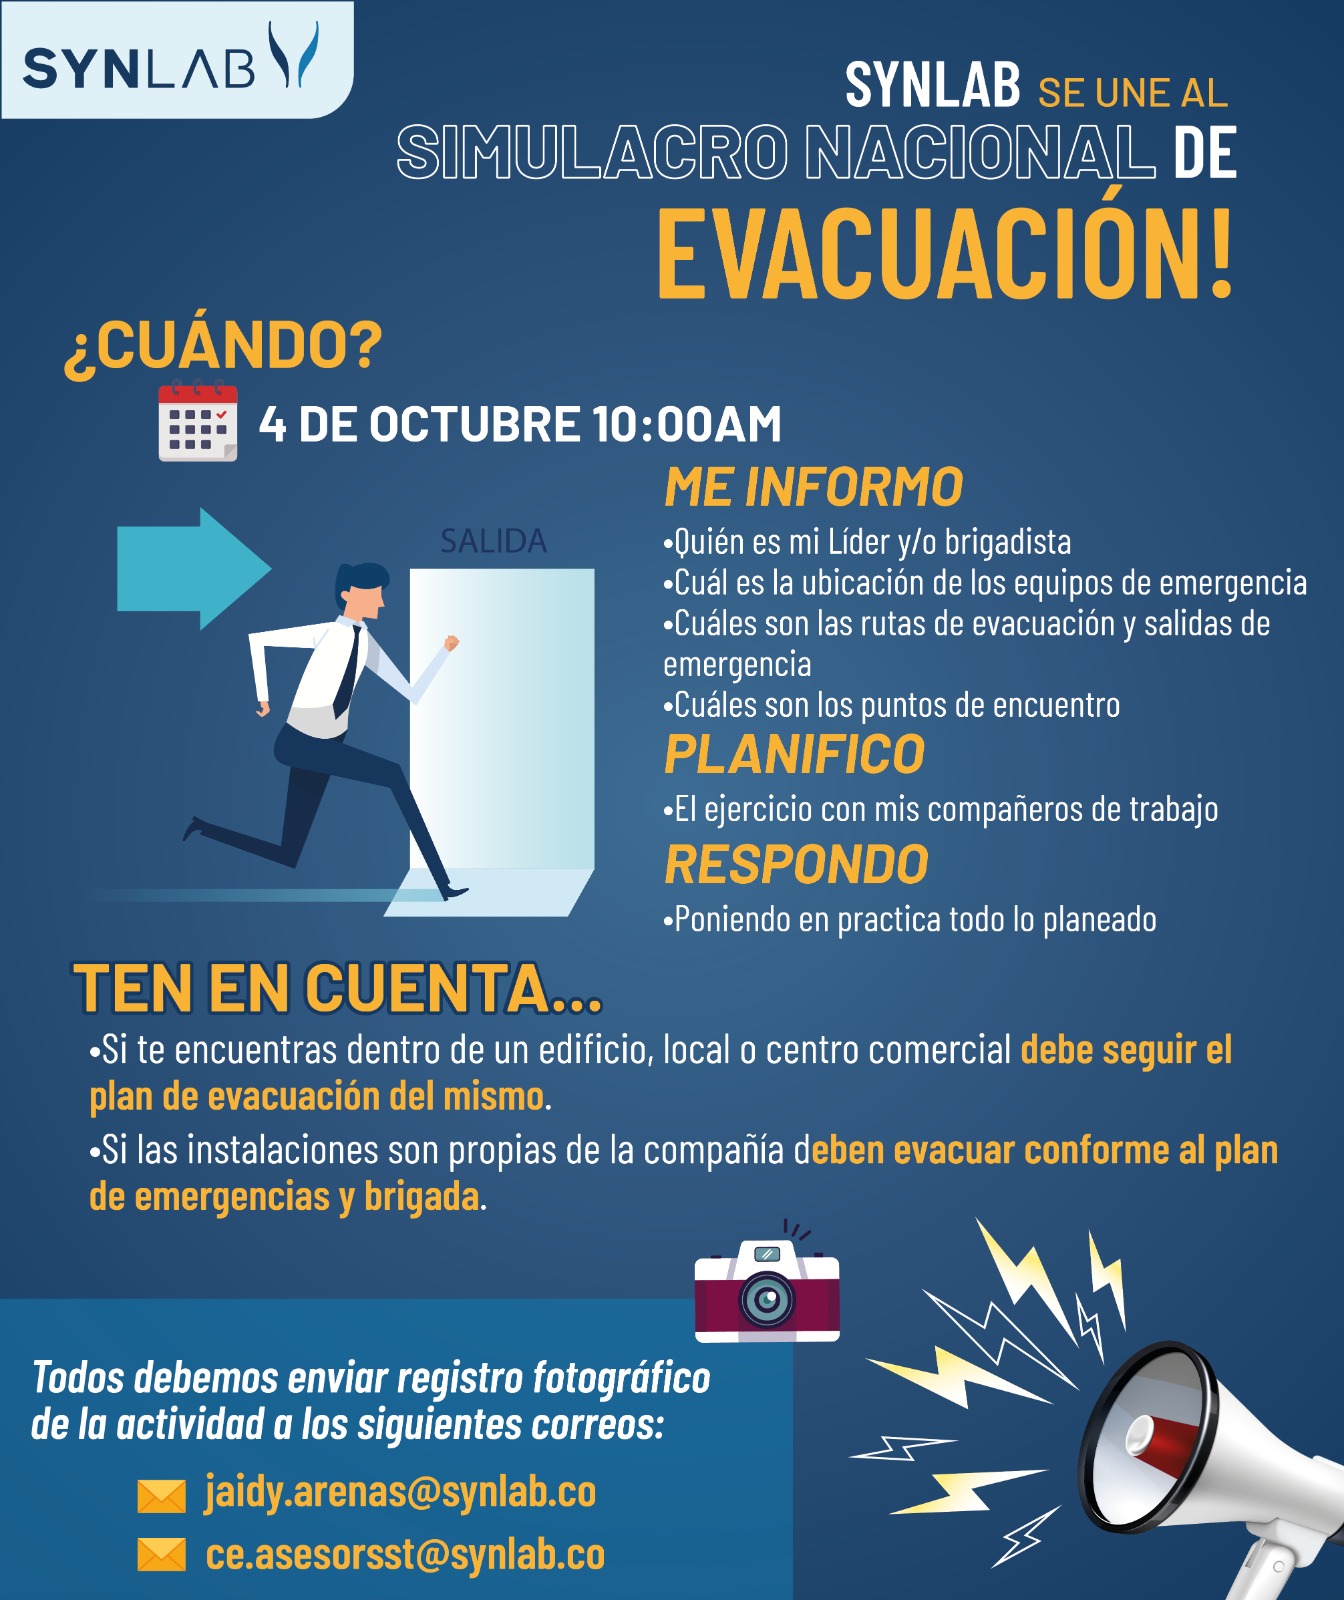 SYNLAB
SYNLAB SE UNE AL
SIMULACRO NACIONAL DE
EVACUACIÓN!
¿CUÁNDO?
4 DE OCTUBRE 10:00AM
SALIDA
ME INFORMO
•Quién es mi Líder y/o brigadista
•Cuál es la ubicación de los equipos de emergencia
•Cuáles son las rutas de evacuación y salidas de
emergencia
•Cuáles son los puntos de encuentro
PLANIFICO
•El ejercicio con mis compañeros de trabajo
RESPONDO
•Poniendo en practica todo lo planeado
TEN EN CUENTA...
•Si te encuentras dentro de un edificio, local o centro comercial debe seguir el
plan de evacuación del mismo.
•Si las instalaciones son propias de la compañía deben evacuar conforme al plan
de emergencias y brigada.
Todos debemos enviar registro fotográfico
de la actividad a los siguientes correos:
jaidy.arenas@synlab.co
ce.asesorsst@synlab.co